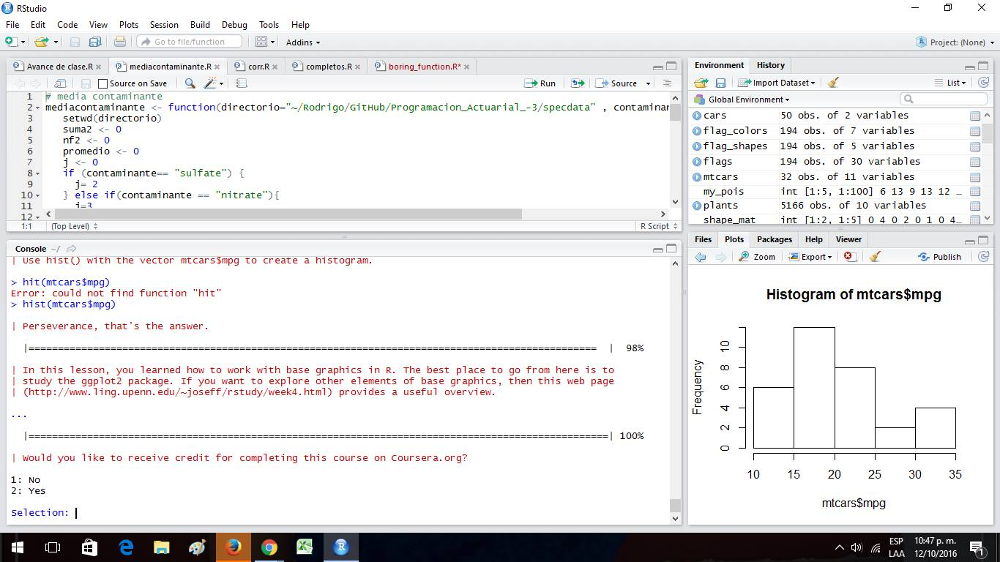 RStudio
File Edit Code View Plots Session Build Debug Tools Help
Go to file/function Addins Project: (None)
Avance de clase.R mediacontaminante.R corr.R completos.R boring_function.R*
Source on Save Run Source
1 # media contaminante
2 mediacontaminante <- function(directorio="~/Rodrigo/GitHub/Programacion_Actuarial_-3/specdata" , contaminar
3 setwd(directorio)
4 suma2 <- 0
5 nf2 <- 0
6 promedio <- 0
7 j <- 0
8 if (contaminante== "sulfate") {
9 j= 2
10 } else if(contaminante == "nitrate"){
11 j=3
12
1:1 (Top Level) R Script
Console ~/
| Use hist() with the vector mtcars$mpg to create a histogram.
> hit(mtcars$mpg)
Error: could not find function "hit"
> hist(mtcars$mpg)
| Perseverance, that's the answer.
|================================================================================================ | 98%
| In this lesson, you learned how to work with base graphics in R. The best place to go from here is to
| study the ggplot2 package. If you want to explore other elements of base graphics, then this web page
| (http://www.ling.upenn.edu/~joseff/rstudy/week4.html) provides a useful overview.
...
|==================================================================================================| 100%
| Would you like to receive credit for completing this course on Coursera.org?
1: No
2: Yes
Selection:
Environment History
Import Dataset List
Global Environment
cars 50 obs. of 2 variables
flag_colors 194 obs. of 7 variables
flag_shapes 194 obs. of 5 variables
flags 194 obs. of 30 variables
mtcars 32 obs. of 11 variables
my_pois int [1:5, 1:100] 6 13 9 13 12 ...
plants 5166 obs. of 10 variables
shape_mat int [1:2, 1:5] 0 4 0 2 0 1 0 4...
Files Plots Packages Help Viewer
Zoom Export Publish
Histogram of mtcars$mpg
Frequency
0 2 4 6 8 10
10 15 20 25 30 35
mtcars$mpg
ESP 10:47 p. m.
LAA 12/10/2016
1